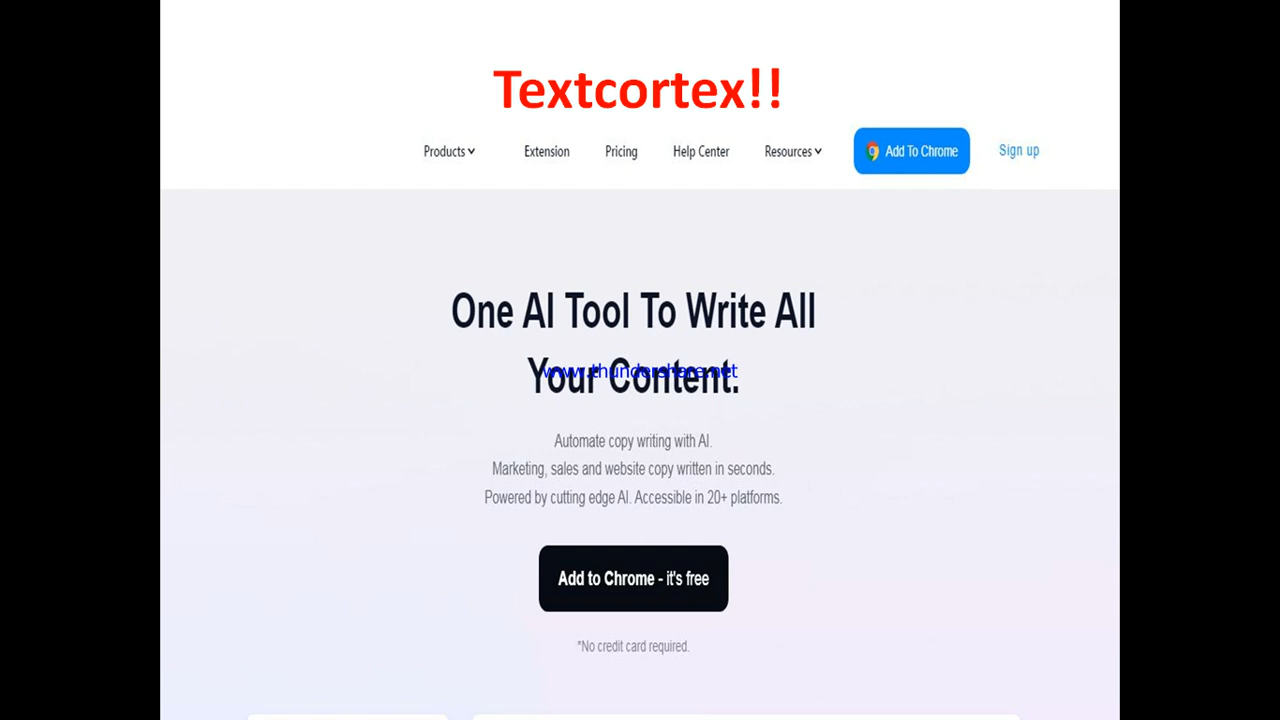 Textcortex!!
Products Extension Pricing Help Center Resources Add To Chrome Sign up
One AI Tool To Write All
Your Content.
www.thundershare.net
Automate copy writing with AI.
Marketing, sales and website copy written in seconds.
Powered by cutting edge AI. Accessible in 20+ platforms.
Add to Chrome - it's free
*No credit card required.